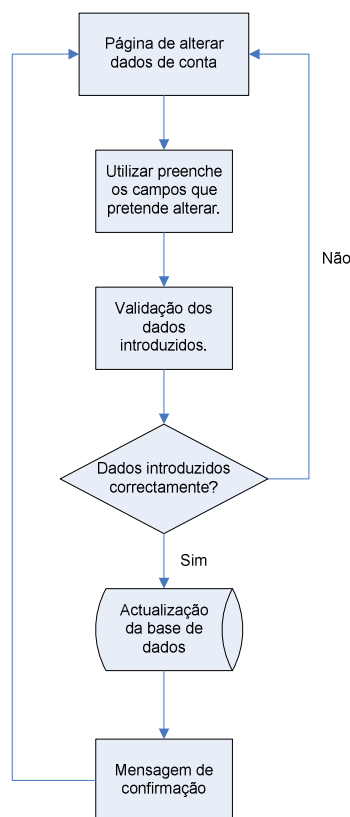 Página de alterar
dados de conta
Utilizar preenche
os campos que
pretende alterar.
Não
Validação dos
dados
introduzidos.
Dados introduzidos
correctamente?
Sim
Actualização
da base de
dados
Mensagem de
confirmação